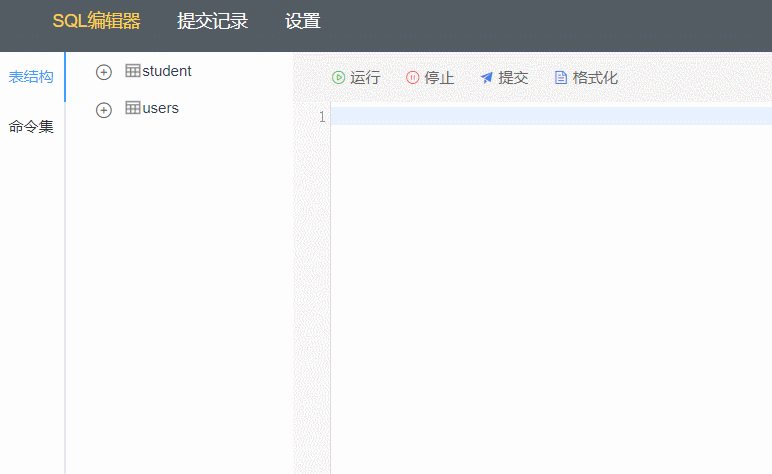 SQL编辑器 提交记录 设置
表结构
命令集
student
users
运行 停止 提交 格式化
1